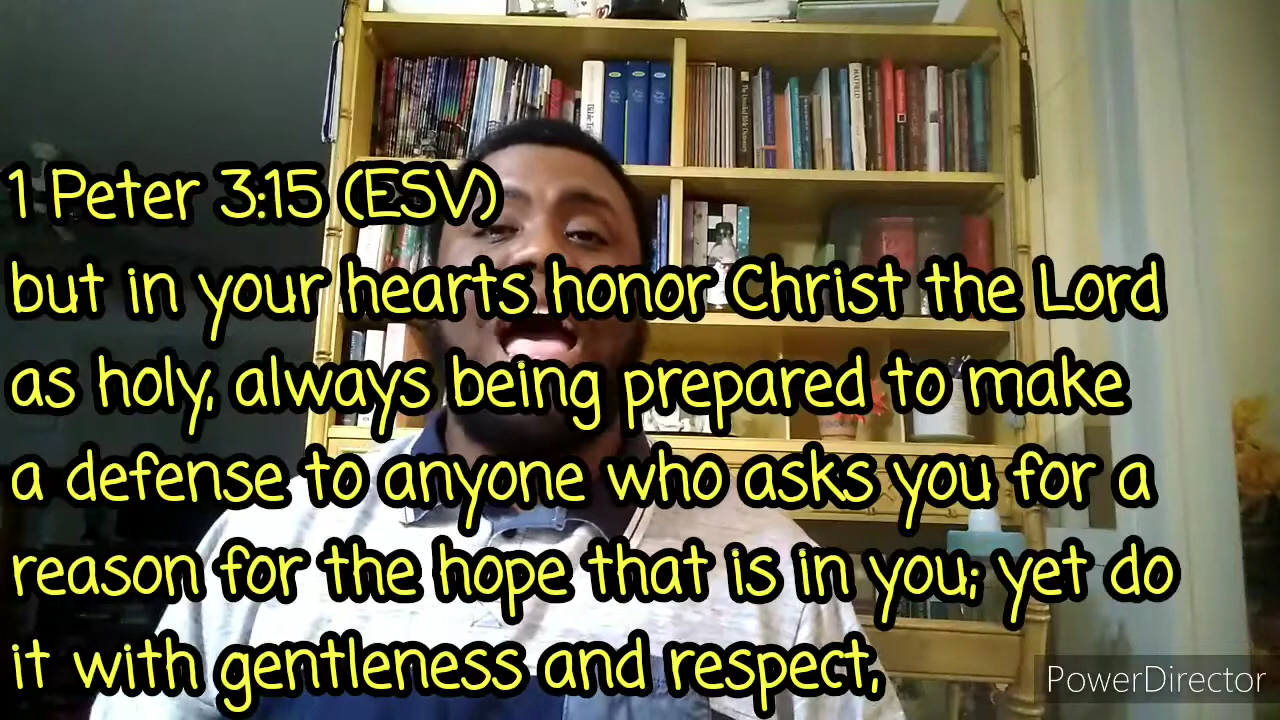 1 Peter 3:15 (ESV)
but in your hearts honor Christ the Lord
as holy, always being prepared to make
a defense to anyone who asks you for a
reason for the hope that is in you; yet do
it with gentleness and respect,
PowerDirector